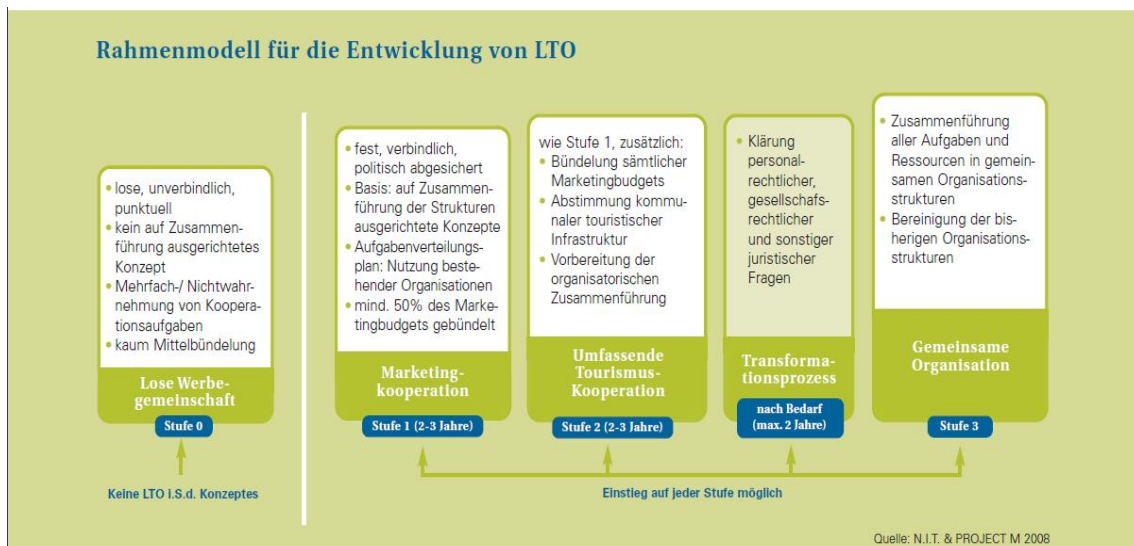 Rahmenmodell für die Entwicklung von LTO
• lose, unverbindlich,
punktuell
• kein auf Zusammen-
führung ausgerichtetes
Konzept
• Mehrfach-/ Nichtwahr-
nehmung von Koopera-
tionsaufgaben
• kaum Mittelbündelung
Lose Werbe-
gemeinschaft
Stufe 0
Keine LTO i.S.d. Konzeptes
• fest, verbindlich,
politisch abgesichert
• Basis: auf Zusammen-
führung der Strukturen
ausgerichtete Konzepte
• Aufgabenverteilungs-
plan: Nutzung beste-
hender Organisationen
• mind. 50% des Marke-
tingbudgets gebündelt
Marketing-
kooperation
Stufe 1 (2-3 Jahre)
wie Stufe 1, zusätzlich:
• Bündelung sämtlicher
Marketingbudgets
• Abstimmung kommu-
naler touristischer
Infrastruktur
• Vorbereitung der
organisatorischen
Zusammenführung
Umfassende
Tourismus-
Kooperation
Stufe 2 (2-3 Jahre)
• Klärung
personal-
rechtlicher,
gesellschafs-
rechtlicher
und sonstiger
juristischer
Fragen
Transforma-
tionsprozess
nach Bedarf
(max. 2 Jahre)
• Zusammenführung
aller Aufgaben und
Ressourcen in gemein-
samen Organisations-
strukturen
• Bereinigung der bis-
herigen Organisations-
strukturen
Gemeinsame
Organisation
Stufe 3
Einstieg auf jeder Stufe möglich
Quelle: N.I.T. & PROJECT M 2008